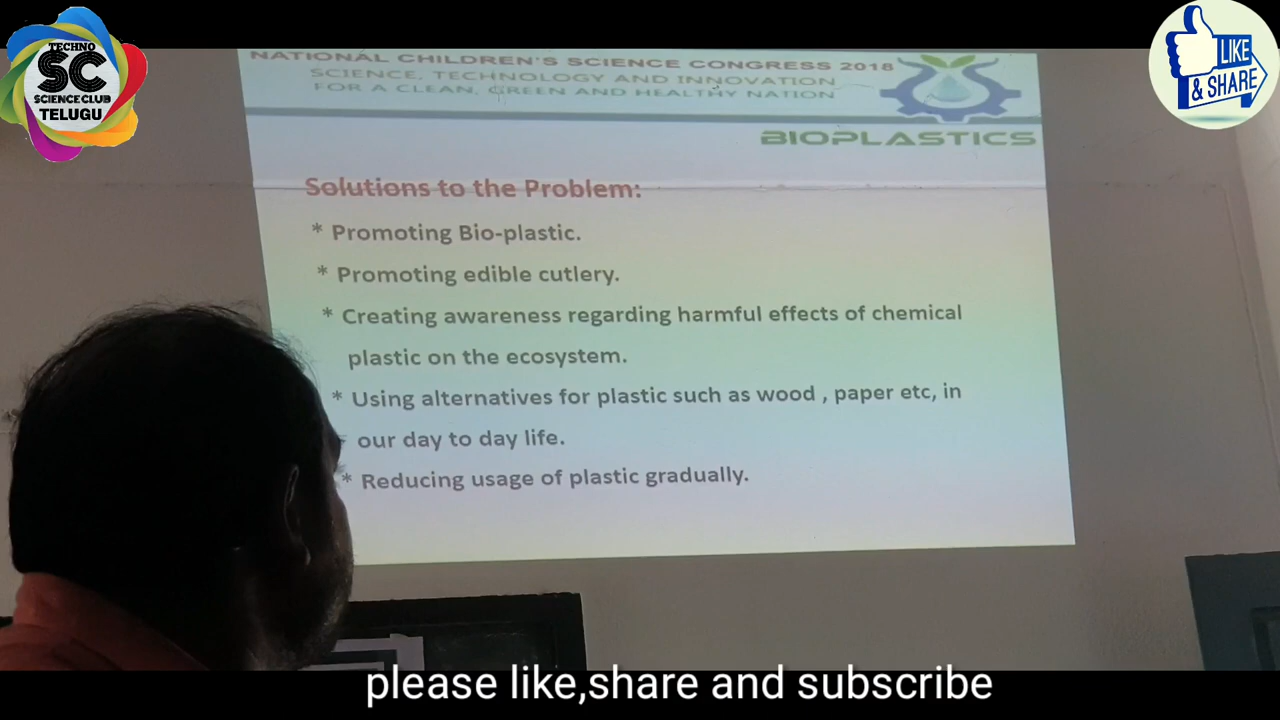 TECHNO
SC
SCIENCE CLUB
TELUGU
LIKE
& SHARE
NATIONAL CHILDREN'S SCIENCE CONGRESS 2018
SCIENCE, TECHNOLOGY AND INNOVATION
FOR A CLEAN, GREEN AND HEALTHY NATION
BIOPLASTICS
Solutions to the Problem:
* Promoting Bio-plastic.
* Promoting edible cutlery.
* Creating awareness regarding harmful effects of chemical
plastic on the ecosystem.
* Using alternatives for plastic such as wood , paper etc, in
our day to day life.
* Reducing usage of plastic gradually.
please like,share and subscribe